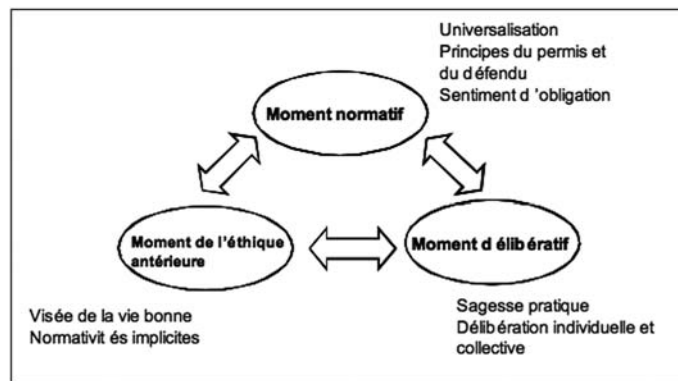 Universalisation
Principes du permis et
du d éfendu
Sentiment d 'obligation
Moment normatif
Moment de l'éthique
antérieure
Moment d élibératif
Visée de la vie bonne
Normativit és implicites
Sagesse pratique
Délibération individuelle et
collective